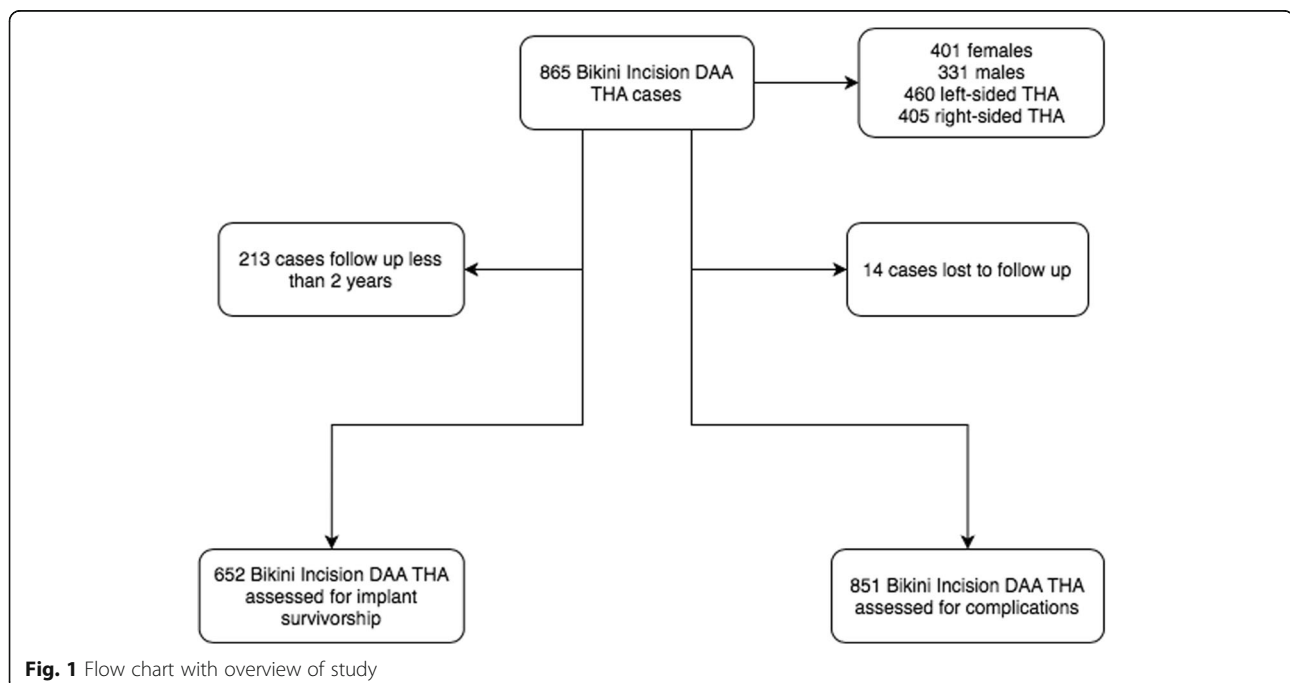 865 Bikini Incision DAA
THA cases
401 females
331 males
460 left-sided THA
405 right-sided THA
213 cases follow up less
than 2 years
14 cases lost to follow up
652 Bikini Incision DAA THA
assessed for implant
survivorship
851 Bikini Incision DAA THA
assessed for complications
Fig. 1 Flow chart with overview of study